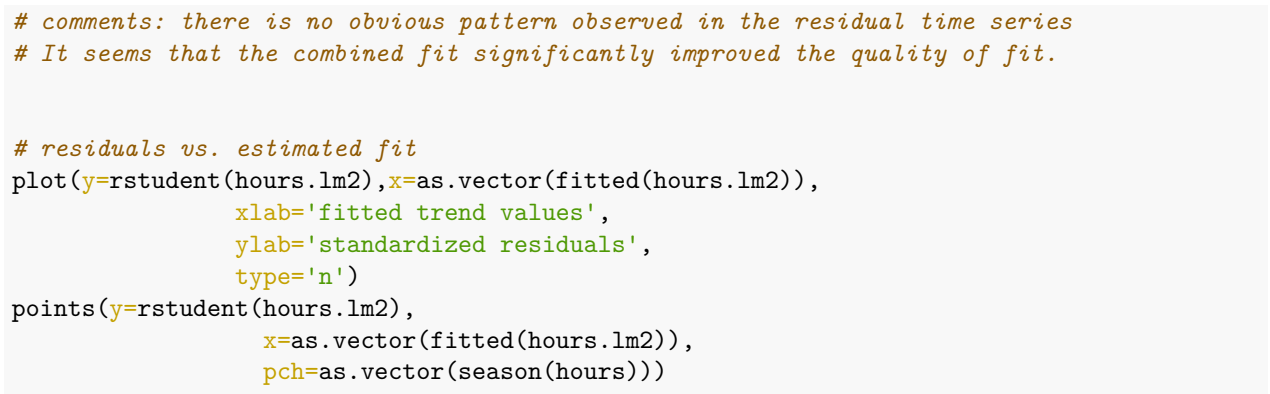 # comments: there is no obvious pattern observed in the residual time series
# It seems that the combined fit significantly improved the quality of fit.
# residuals vs. estimated fit
plot(y=rstudent(hours.lm2),x=as.vector(fitted(hours.lm2)),
xlab='fitted trend values',
ylab='standardized residuals',
type='n')
points(y=rstudent(hours.lm2),
x=as.vector(fitted(hours.lm2)),
pch=as.vector(season(hours)))